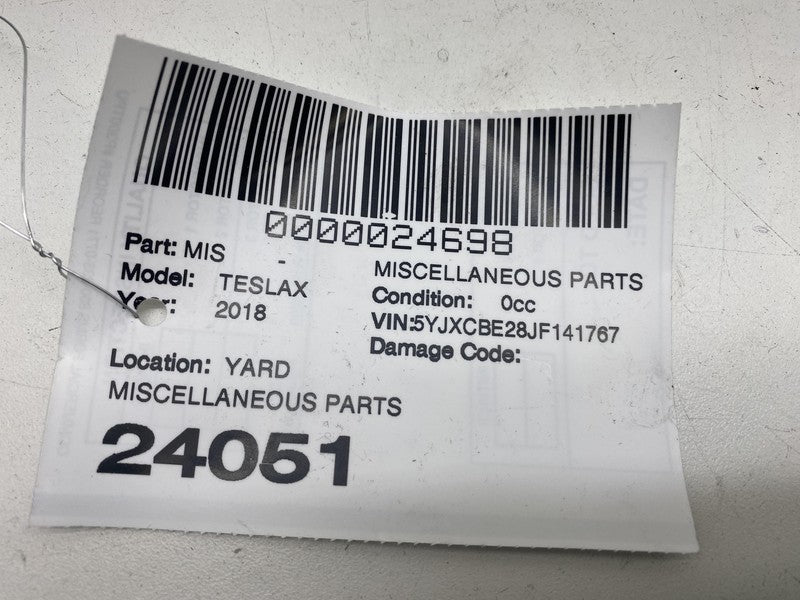 0000024698
Part: MIS -
MISCELLANEOUS PARTS
Model: TESLAX
Condition: 0cc
Year: 2018
VIN:5YJXCBE28JF141767
Damage Code:
Location: YARD
MISCELLANEOUS PARTS
24051